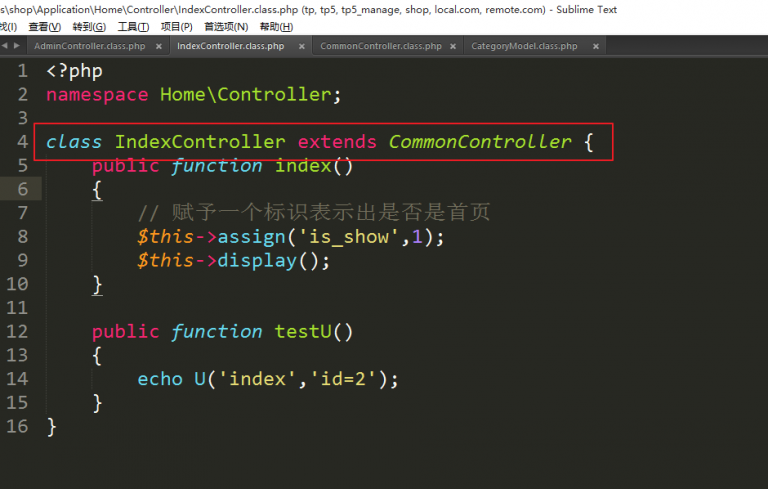 s\shop\Application\Home\Controller\IndexController.class.php (tp, tp5, tp5_manage, shop, local.com, remote.com) - Sublime Text
找(I) 查看(V) 转到(G) 工具(T) 项目(P) 首选项(N) 帮助(H)
AdminController.class.php × IndexController.class.php × CommonController.class.php × CategoryModel.class.php ×
1 <?php
2 namespace Home\Controller;
3
4 class IndexController extends CommonController {
5 public function index()
6 {
7 // 赋予一个标识表示出是否是首页
8 $this->assign('is_show',1);
9 $this->display();
10 }
11
12 public function testU()
13 {
14 echo U('index','id=2');
15 }
16 }